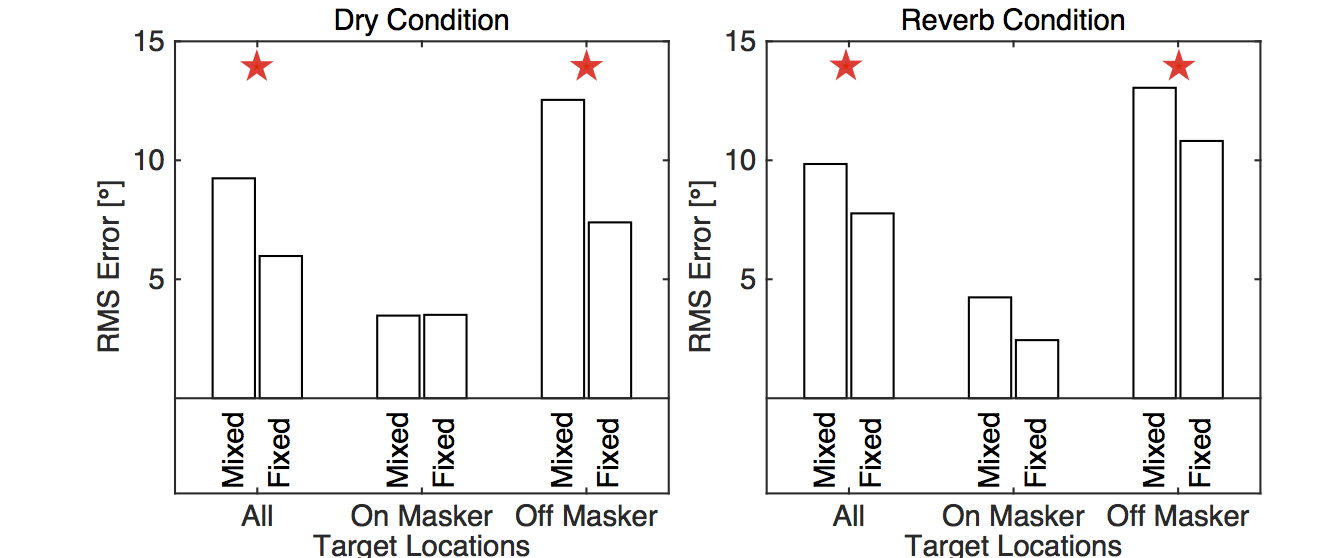 Dry Condition
15
10
5
RMS Error [°]
Mixed
Fixed
Mixed
Fixed
Mixed
Fixed
All
On Masker
Off Masker
Target Locations
Reverb Condition
15
10
5
RMS Error [°]
Mixed
Fixed
Mixed
Fixed
Mixed
Fixed
All
On Masker
Off Masker
Target Locations